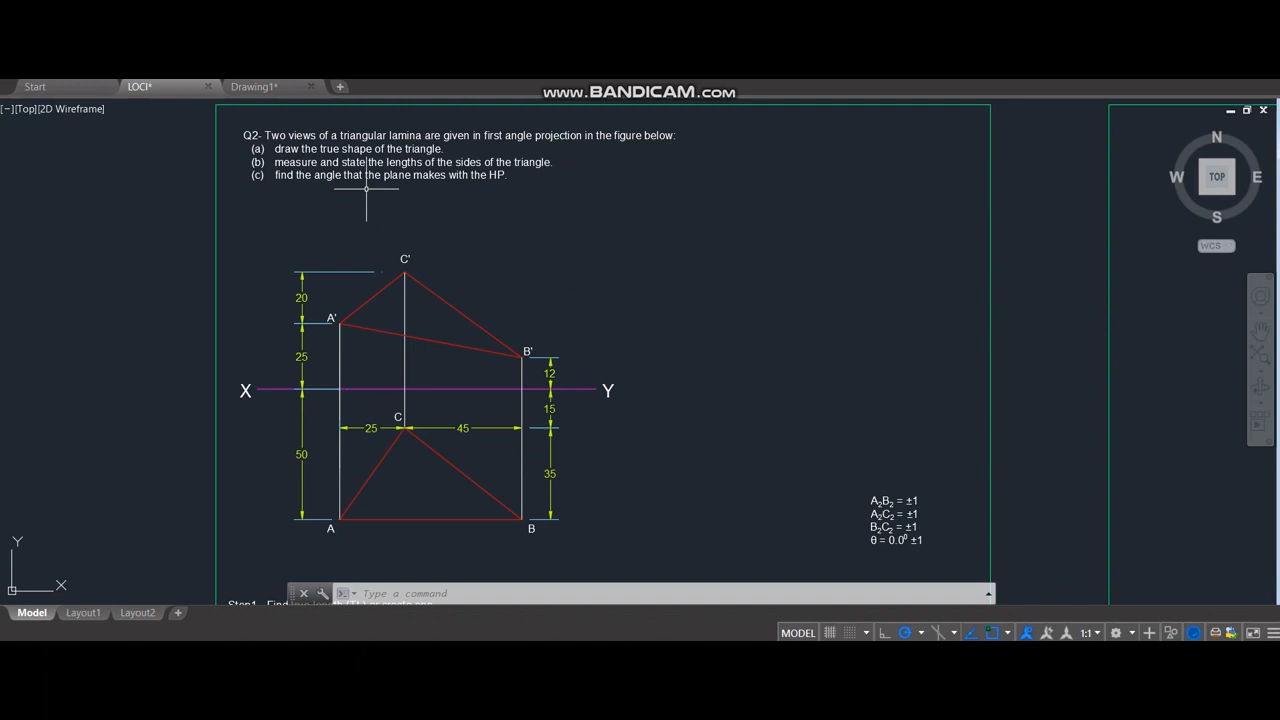 www.BANDICAM.com
Start
LOCI*
Drawing1*
[−][Top][2D Wireframe]
Q2- Two views of a triangular lamina are given in first angle projection in the figure below:
(a) draw the true shape of the triangle.
(b) measure and state the lengths of the sides of the triangle.
(c) find the angle that the plane makes with the HP.
N
W
TOP
E
S
WCS
C'
20
A'
25
B'
12
X
Y
15
C
25
45
50
35
A
B
A₂B₂ = ±1
A₂C₂ = ±1
B₂C₂ = ±1
θ = 0.0⁰ ±1
Y
X
Type a command
Model
Layout1
Layout2
MODEL
1:1